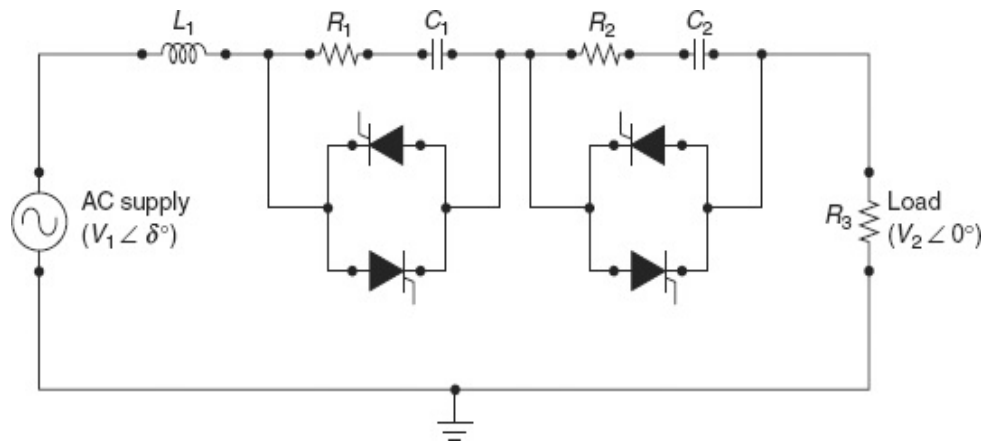 L1
R1
C1
R2
C2
AC supply
(V1 ∠ δ°)
R3
Load
(V2 ∠ 0°)